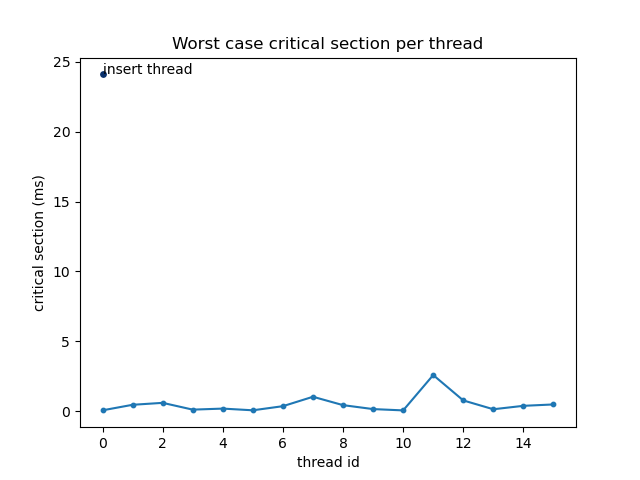 Worst case critical section per thread
25
insert thread
20
15
10
5
0
critical section (ms)
0 2 4 6 8 10 12 14
thread id